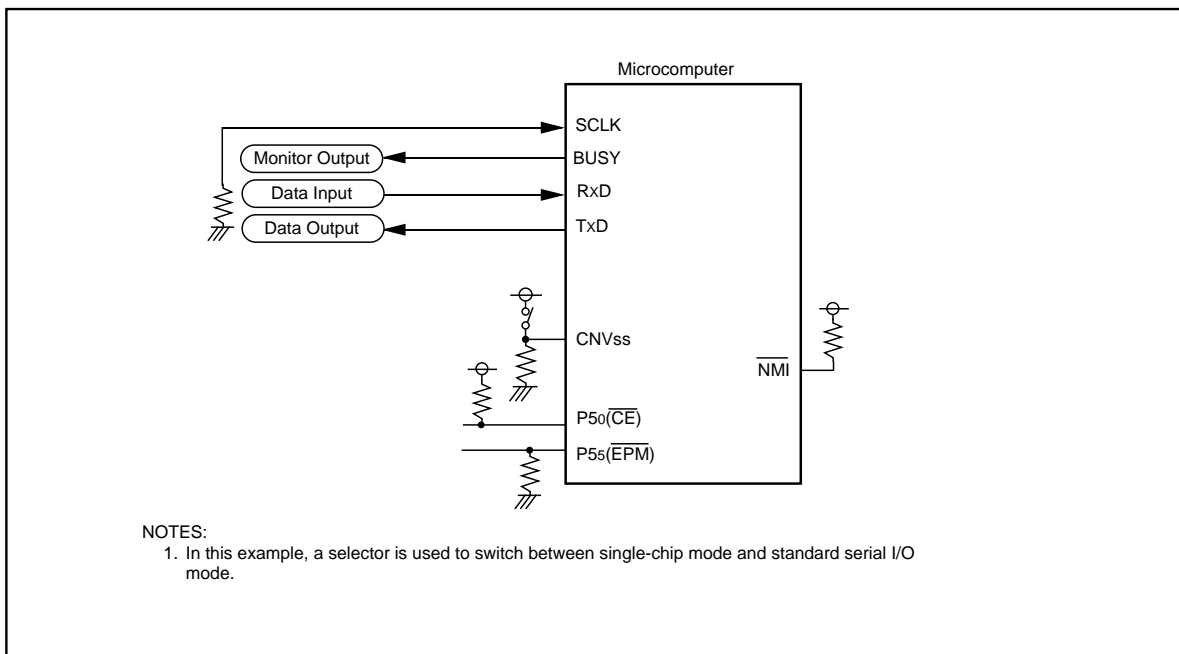 Microcomputer
SCLK
Monitor Output
BUSY
Data Input
RxD
Data Output
TxD
CNVss
NMI
P50(CE)
P55(EPM)
NOTES:
1. In this example, a selector is used to switch between single-chip mode and standard serial I/O
mode.